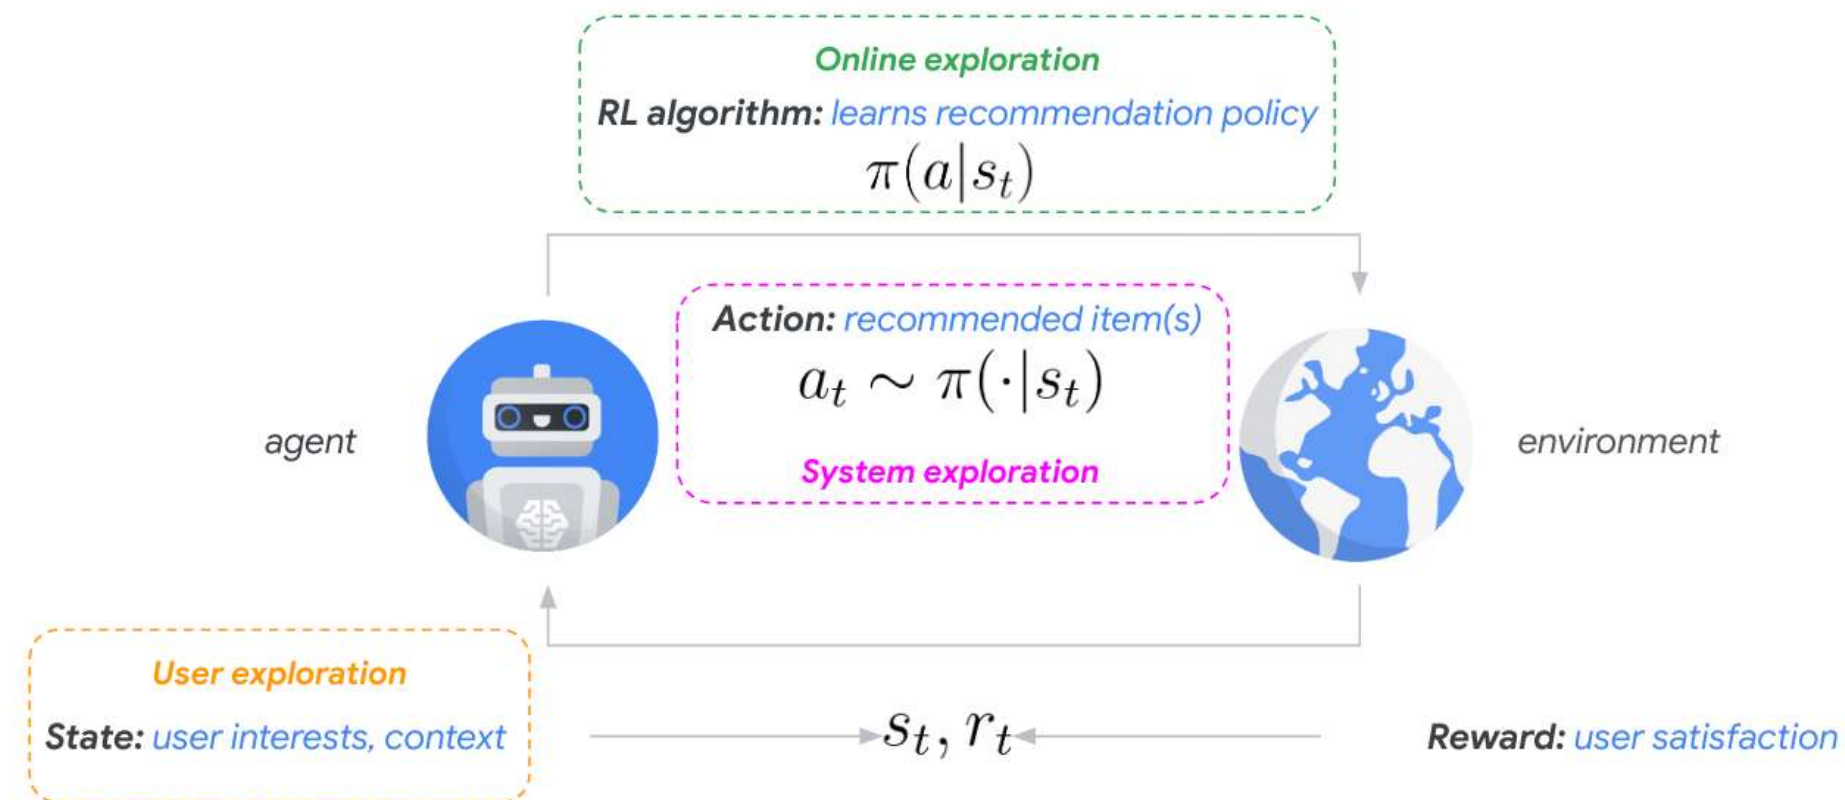 Online exploration
RL algorithm: learns recommendation policy
π(a|s_t)
Action: recommended item(s)
a_t ∼ π(·|s_t)
System exploration
agent
environment
User exploration
State: user interests, context
s_t, r_t
Reward: user satisfaction